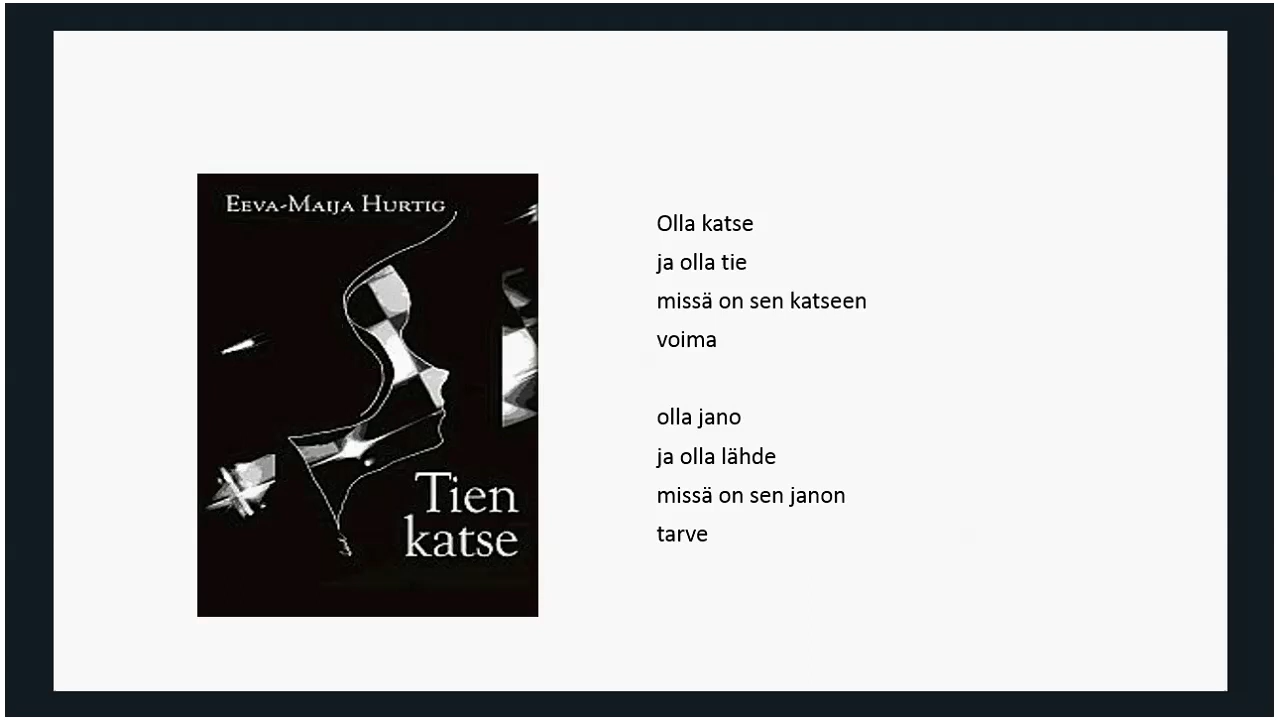 EEVA-MAIJA HURTIG
Tien
katse
Olla katse
ja olla tie
missä on sen katseen
voima
olla jano
ja olla lähde
missä on sen janon
tarve